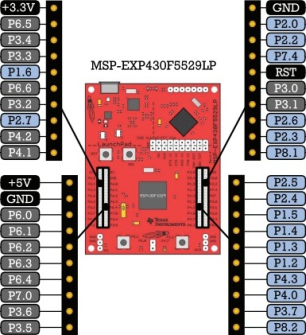 +3.3V
P6.5
P3.4
P3.3
P1.6
P6.6
P3.2
P2.7
P4.2
P4.1
MSP-EXP430F5529LP
GND
P2.0
P2.2
P7.4
RST
P3.0
P3.1
P2.6
P2.3
P8.1
LaunchPad
TEXAS
INSTRUMENTS
+5V
GND
P6.0
P6.1
P6.2
P6.3
P6.4
P7.0
P3.6
P3.5
P2.5
P2.4
P1.5
P1.4
P1.3
P1.2
P4.3
P4.0
P3.7
P8.2